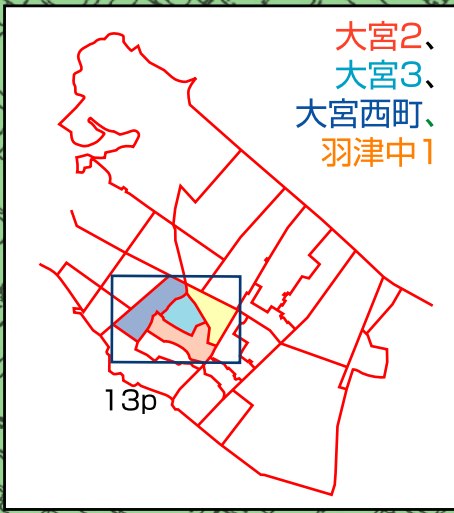 大宮2、
大宮3、
大宮西町、
羽津中1
13p